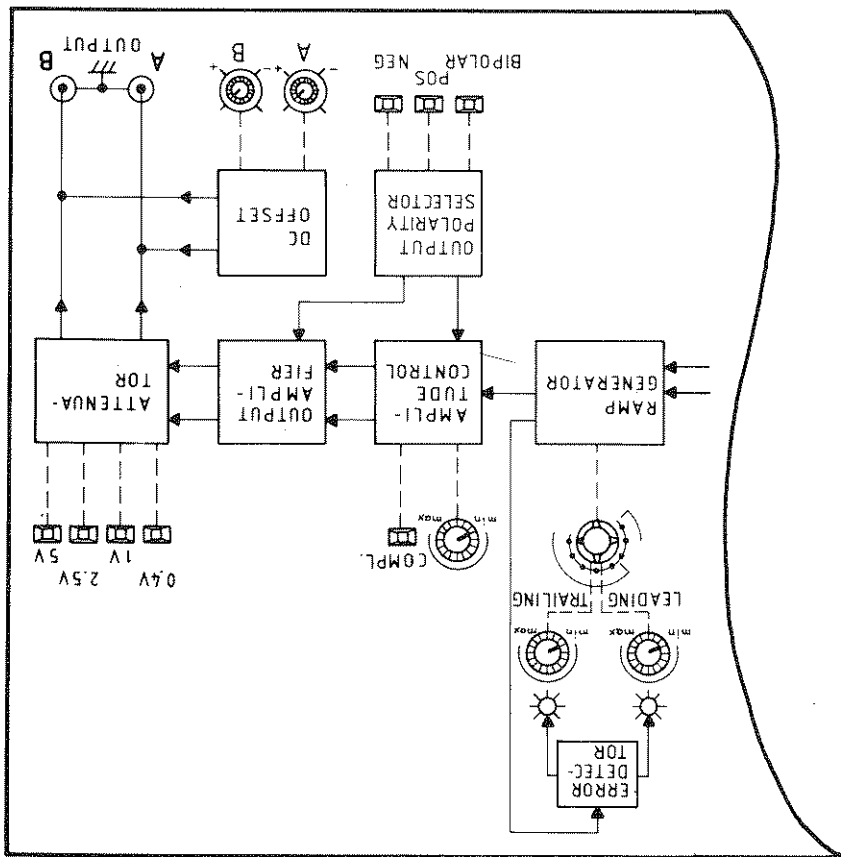 ERROR
DETEC-
TOR
min max
min max
LEADING
TRAILING
min max
COMPL.
0.4V
1V
2.5V
5V
RAMP
GENERATOR
AMPLI-
TUDE
CONTROL
OUTPUT
AMPLI-
FIER
ATTENUA-
TOR
OUTPUT
POLARITY
SELECTOR
DC
OFFSET
BIPOLAR
POS
NEG
- +
- +
A
B
A
OUTPUT
B